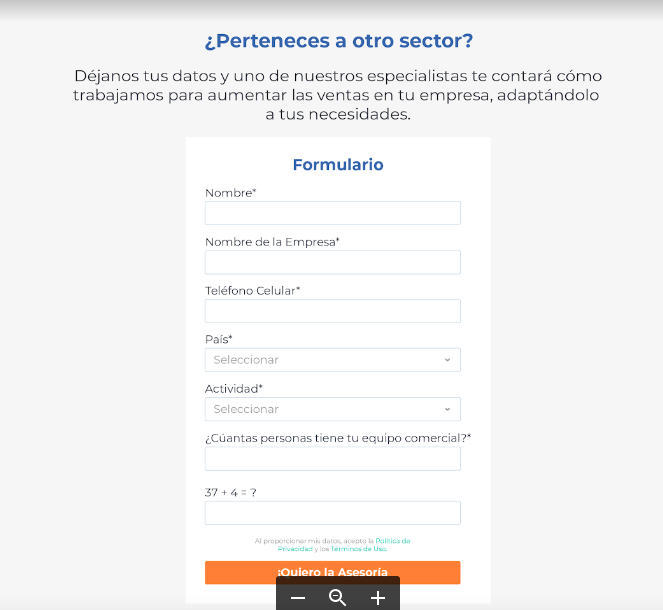 ¿Perteneces a otro sector?
Déjanos tus datos y uno de nuestros especialistas te contará cómo
trabajamos para aumentar las ventas en tu empresa, adaptándolo
a tus necesidades.
Formulario
Nombre*
Nombre de la Empresa*
Teléfono Celular*
País*
Seleccionar
Actividad*
Seleccionar
¿Cúantas personas tiene tu equipo comercial?*
37 + 4 = ?
Al proporcionar mis datos, acepto la Política de
Privacidad y los Términos de Uso.
¡Quiero la Asesoría